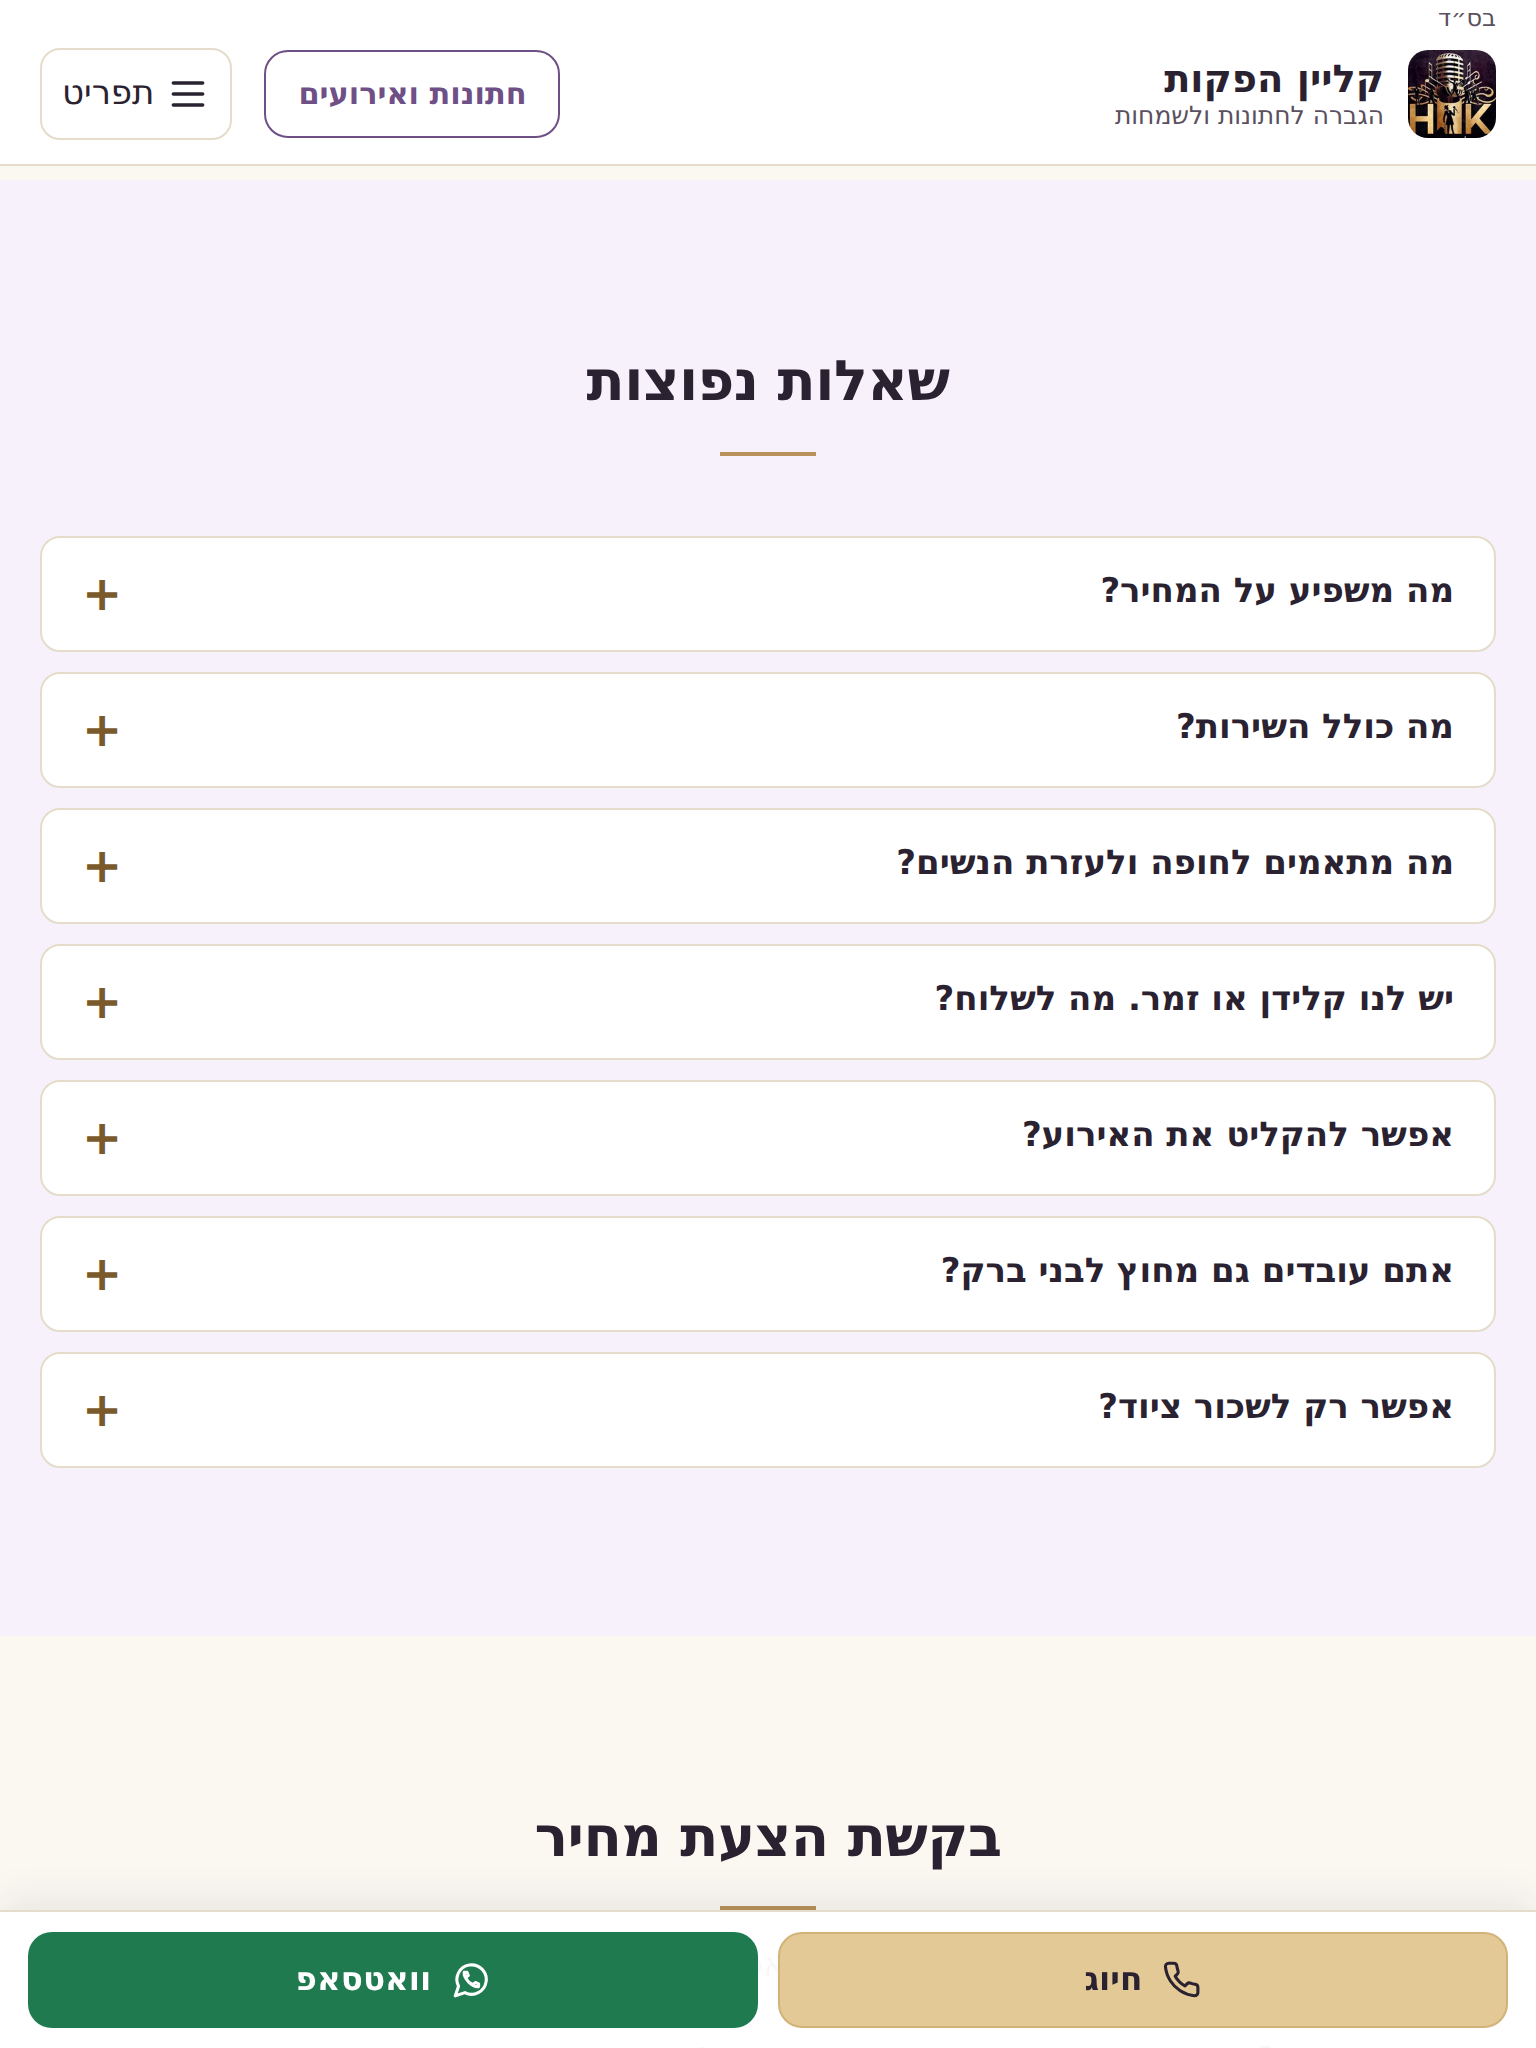 בס״ד
קליין הפקות
הגברה לחתונות ולשמחות
HK
חתונות ואירועים
תפריט
שאלות נפוצות
מה משפיע על המחיר?
מה כולל השירות?
מה מתאמים לחופה ולעזרת הנשים?
יש לנו קלידן או זמר. מה לשלוח?
אפשר להקליט את האירוע?
אתם עובדים גם מחוץ לבני ברק?
אפשר רק לשכור ציוד?
בקשת הצעת מחיר
חיוג
וואטסאפ